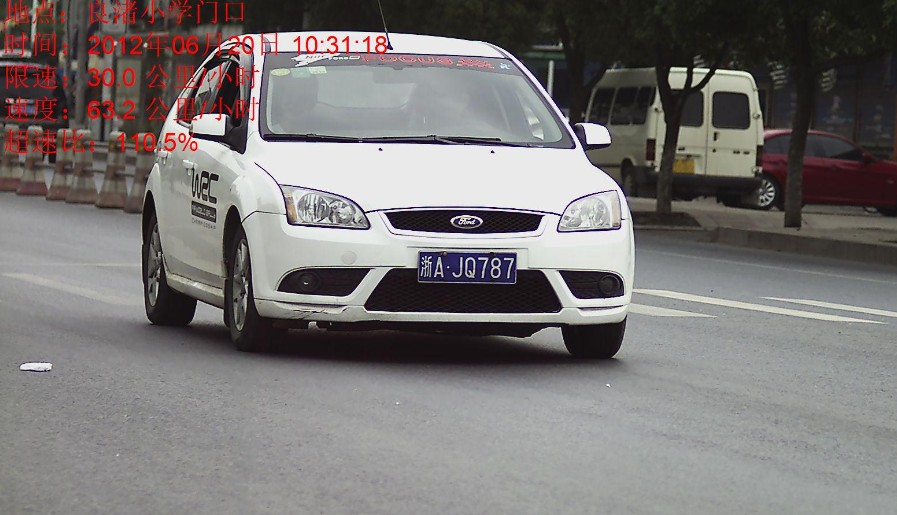 地点：良渚小学门口
时间：2012年06月20日 10:31:18
限速：30.0 公里/小时
速度：63.2 公里/小时
超速比：110.5%
FOCUS
WRC
Ford
浙A·JQ787